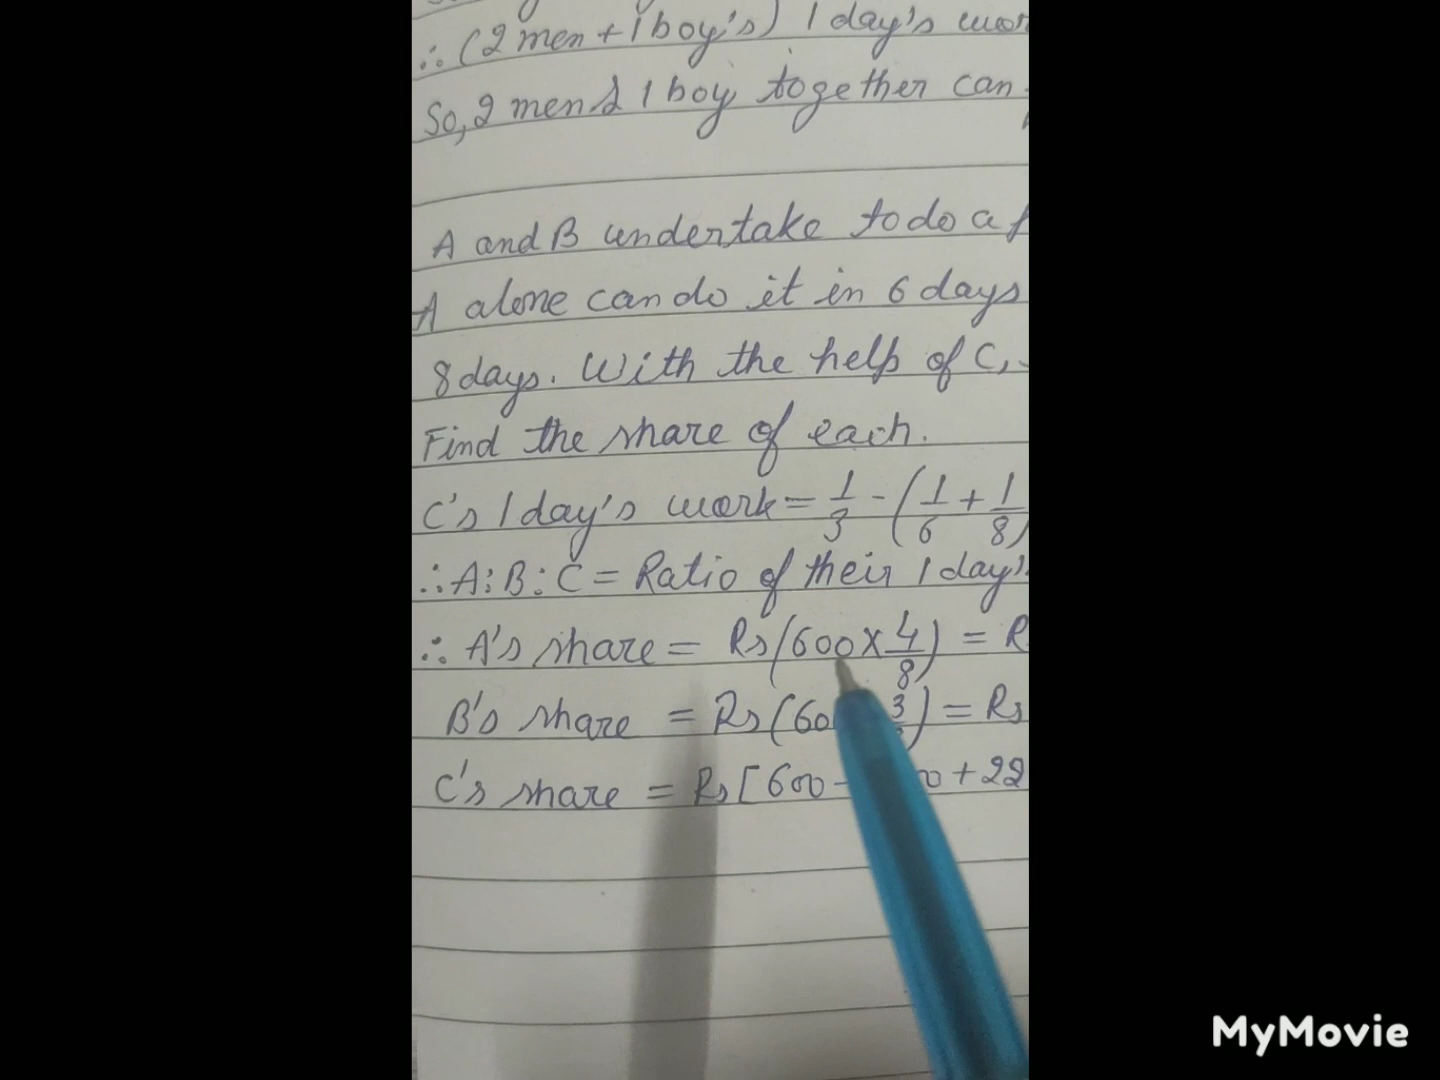 ∴ (2 men + 1 boy's) 1 day's wor
So, 2 men & 1 boy together can
A and B undertake to do a
A alone can do it in 6 days
8 days. With the help of C,
Find the share of each.
C's 1 day's work = 1/3 - (1/6 + 1/8)
∴ A : B : C = Ratio of their 1 day's
∴ A's share = Rs (600 × 4/8) = R
B's share = Rs (60 3 ) = Rs
C's share = Rs [600 - 0 + 22
MyMovie